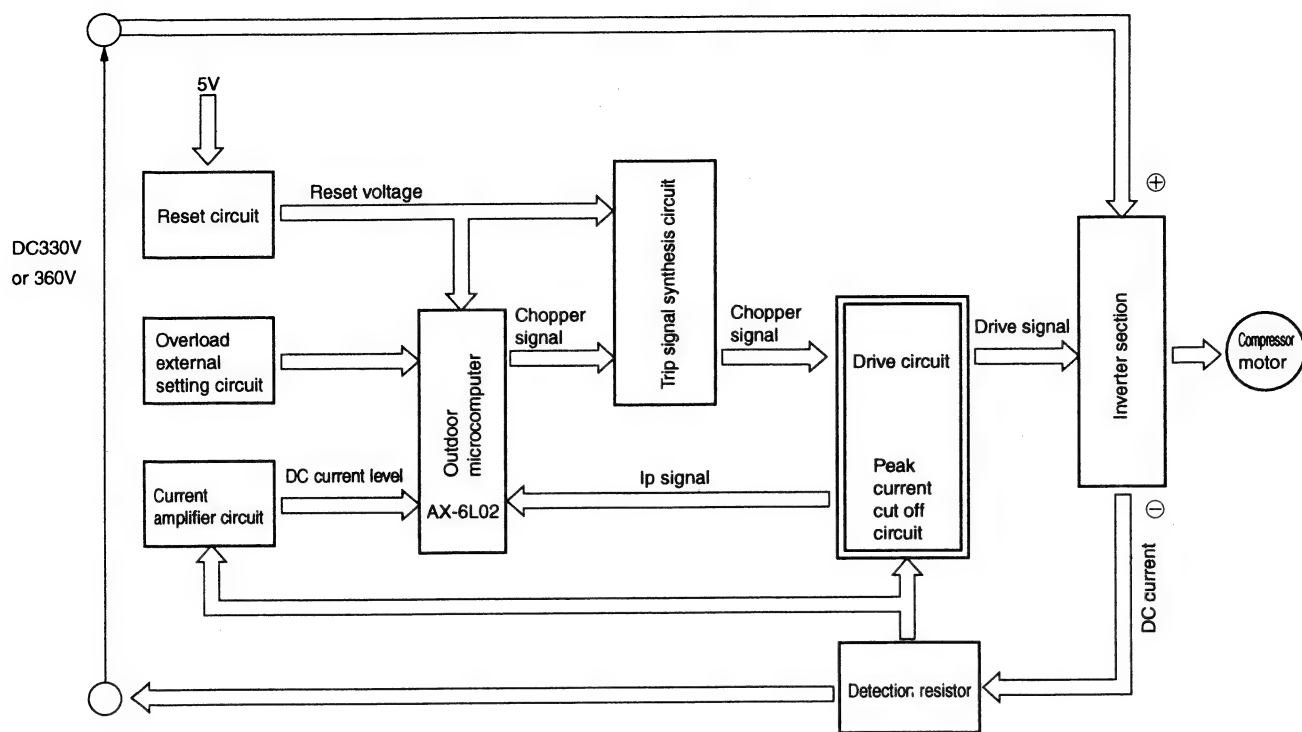 5V
Reset circuit
Reset voltage
Trip signal synthesis circuit
⊕
DC330V
or 360V
Overload
external
setting circuit
Chopper
signal
Chopper
signal
Drive circuit
Drive signal
Inverter section
Compressor
motor
Outdoor
microcomputer
AX-6L02
Current
amplifier circuit
DC current level
Ip signal
Peak
current
cut off
circuit
⊖
DC current
Detection resistor